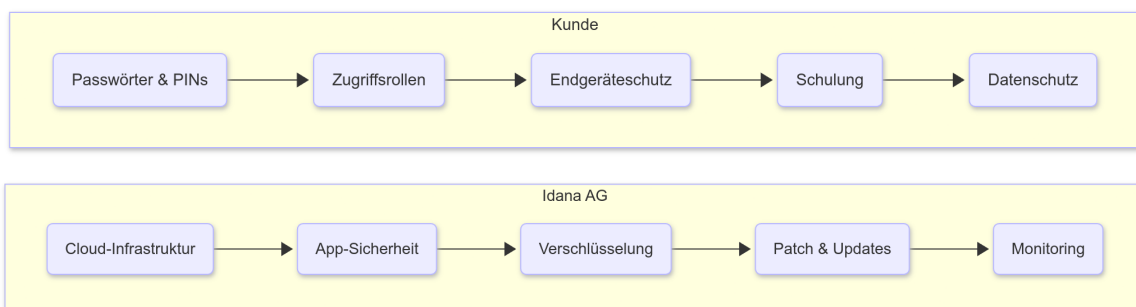 Kunde
Passwörter & PINs
Zugriffsrollen
Endgeräteschutz
Schulung
Datenschutz
Idana AG
Cloud-Infrastruktur
App-Sicherheit
Verschlüsselung
Patch & Updates
Monitoring